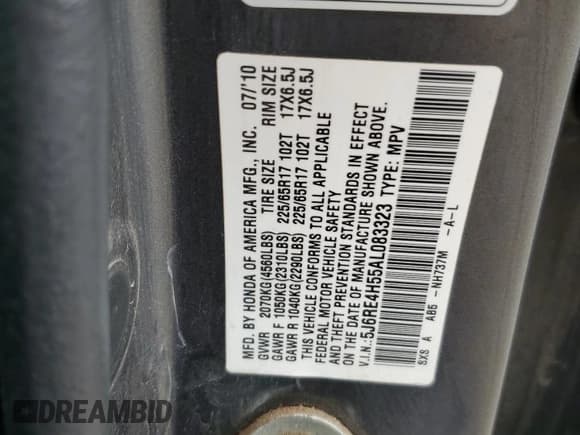 MFD. BY HONDA OF AMERICA MFG., INC. 07/'10
GVWR 2070KG(4560LBS) TIRE SIZE RIM SIZE
GAWR F 1050KG(2310LBS) 225/65R17 102T 17X6.5J
GAWR R 1040KG(2290LBS) 225/65R17 102T 17X6.5J
THIS VEHICLE CONFORMS TO ALL APPLICABLE
FEDERAL MOTOR VEHICLE SAFETY
AND THEFT PREVENTION STANDARDS IN EFFECT
ON THE DATE OF MANUFACTURE SHOWN ABOVE.
V.I.N.:5J6RE4H55AL083323 TYPE: MPV
SXS A AB5 -NH737M -A-L
DREAMBID